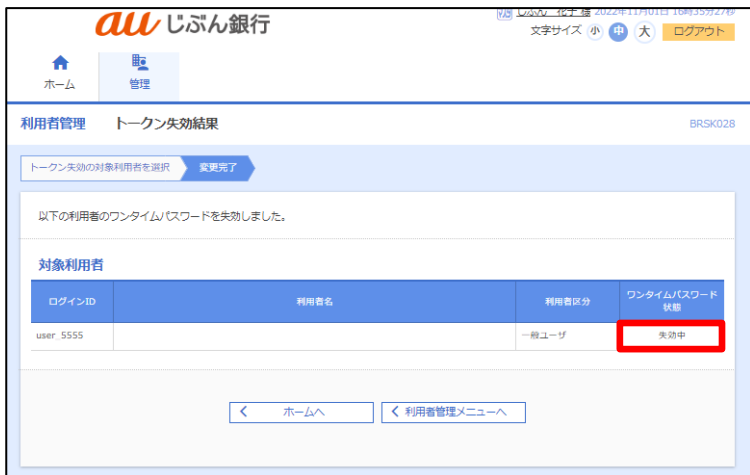 au じぶん銀行
じぶん 花子 様 2022年11月01日 16時35分27秒
文字サイズ 小 中 大 ログアウト
ホーム 管理
利用者管理 トークン失効結果 BRSK028
トークン失効の対象利用者を選択 変更完了
以下の利用者のワンタイムパスワードを失効しました。
対象利用者
ログインID 利用者名 利用者区分 ワンタイムパスワード
状態
user_5555 一般ユーザ 失効中
ホームへ 利用者管理メニューへ